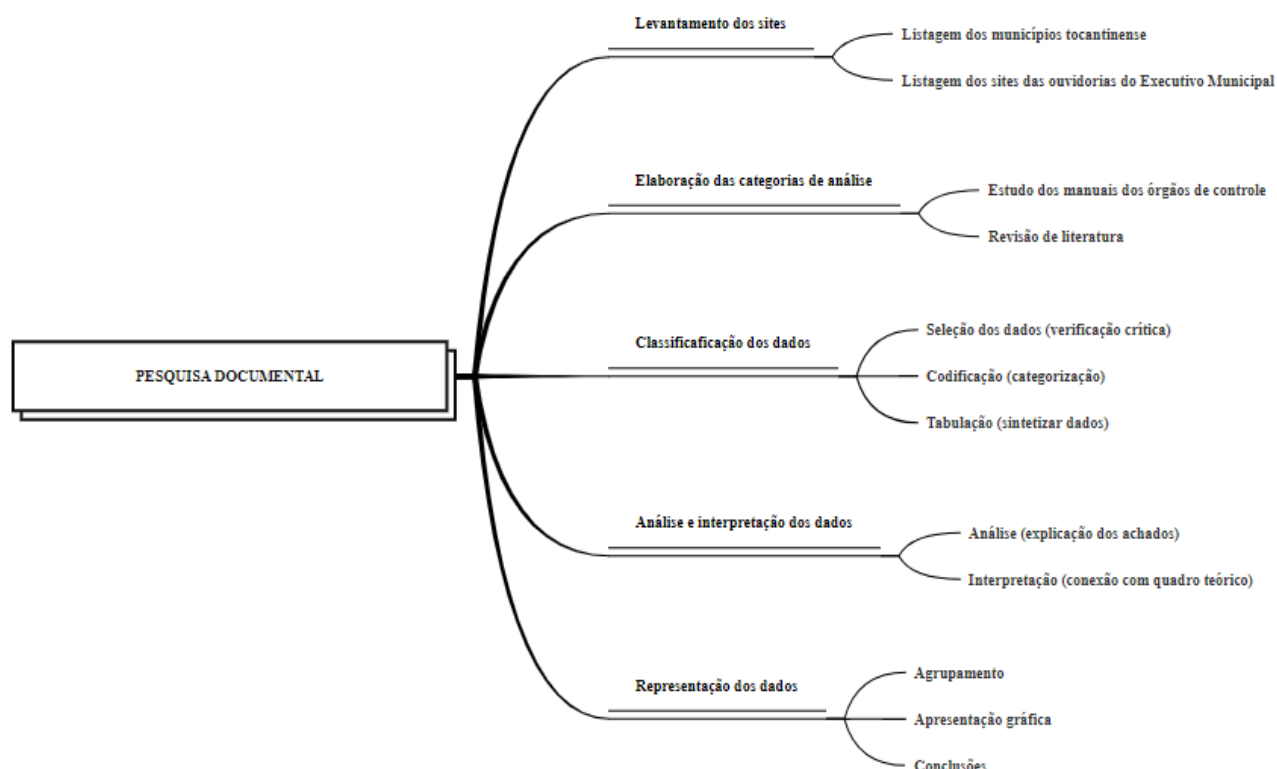 PESQUISA DOCUMENTAL
Levantamento dos sites
Listagem dos municípios tocantinense
Listagem dos sites das ouvidorias do Executivo Municipal
Elaboração das categorias de análise
Estudo dos manuais dos órgãos de controle
Revisão de literatura
Classificaficação dos dados
Seleção dos dados (verificação crítica)
Codificação (categorização)
Tabulação (sintetizar dados)
Análise e interpretação dos dados
Análise (explicação dos achados)
Interpretação (conexão com quadro teórico)
Representação dos dados
Agrupamento
Apresentação gráfica
Conclusões